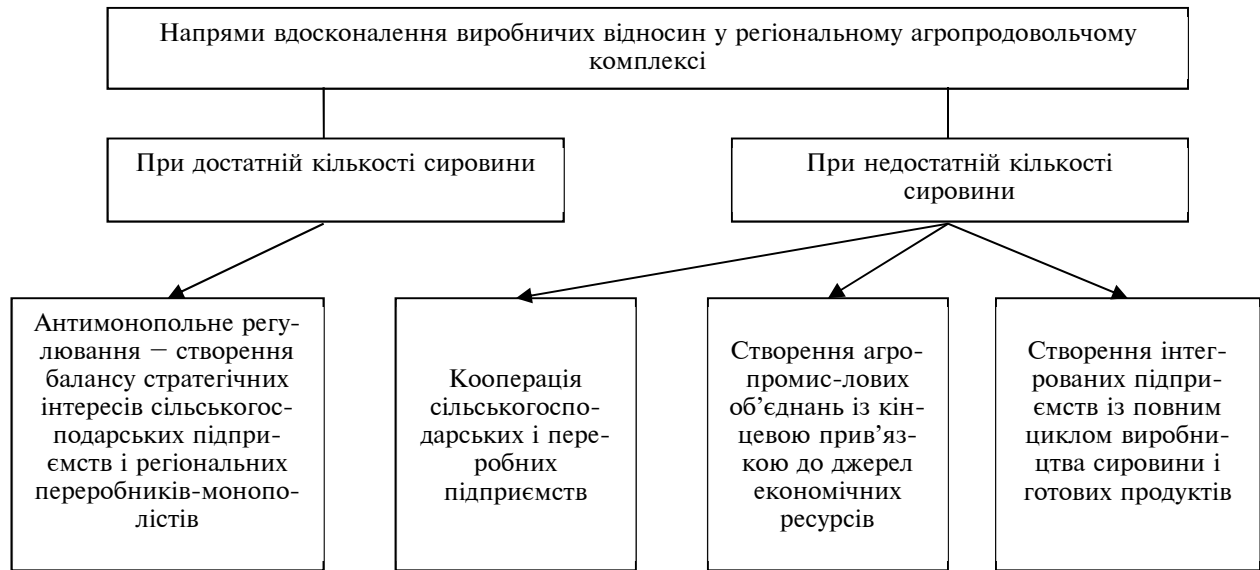 Напрями вдосконалення виробничих відносин у регіональному агропродовольчому
комплексі
При достатній кількості сировини
При недостатній кількості
сировини
Антимонопольне регу-
лювання – створення
балансу стратегічних
інтересів сільськогос-
подарських підпри-
ємств і регіональних
переробників-монопо-
лістів
Кооперація
сільськогоспо-
дарських і пере-
робних
підприємств
Створення агро-
промис-лових
об’єднань із кін-
цевою прив’яз-
кою до джерел
економічних
ресурсів
Створення інтег-
рованих підпри-
ємств із повним
циклом виробни-
цтва сировини і
готових продуктів